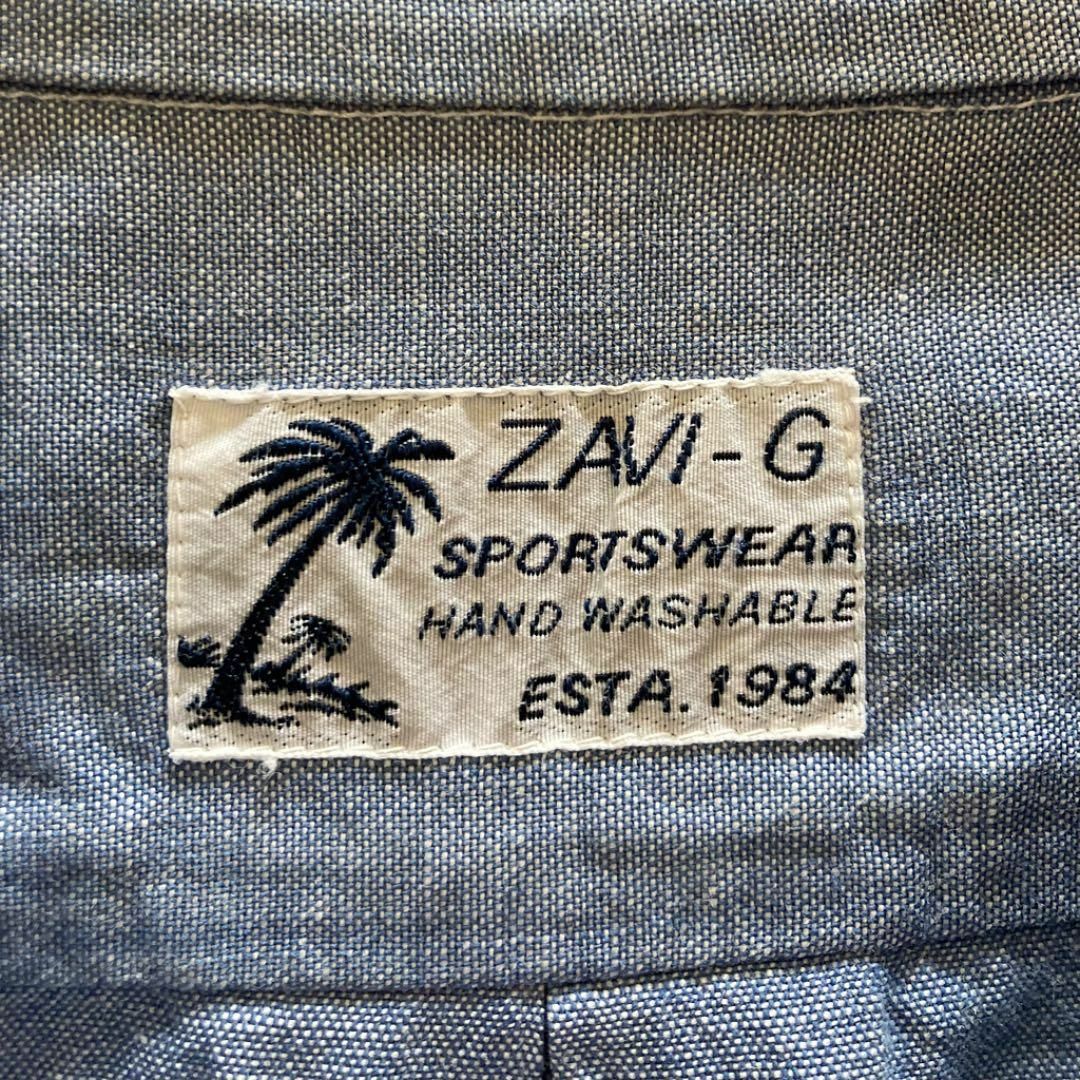 ZAVI-G
SPORTSWEAR
HAND WASHABLE
ESTA. 1984